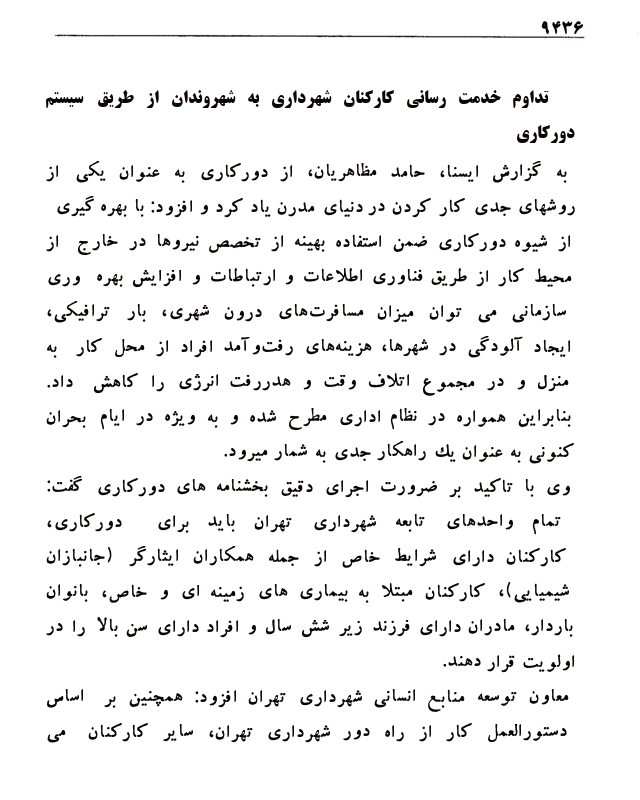 ۹۴۳۶
تداوم خدمت رسانی کارکنان شهرداری به شهروندان از طریق سیستم
دورکاری
به گزارش ایسنا، حامد مظاهریان، از دورکاری به عنوان یکی از
روشهای جدی کار کردن در دنیای مدرن یاد کرد و افزود: با بهره گیری
از شیوه دورکاری ضمن استفاده بهینه از تخصص نیروها در خارج از
محیط کار از طریق فناوری اطلاعات و ارتباطات و افزایش بهره وری
سازمانی می توان میزان مسافرت‌های درون شهری، بار ترافیکی،
ایجاد آلودگی در شهرها، هزینه‌های رفت‌وآمد افراد از محل کار به
منزل و در مجموع اتلاف وقت و هدررفت انرژی را کاهش داد.
بنابراین همواره در نظام اداری مطرح شده و به ویژه در ایام بحران
کنونی به عنوان یك راهکار جدی به شمار میرود.
وی با تاکید بر ضرورت اجرای دقیق بخشنامه های دورکاری گفت:
تمام واحدهای تابعه شهرداری تهران باید برای دورکاری،
کارکنان دارای شرایط خاص از جمله همکاران ایثارگر (جانبازان
شیمیایی)، کارکنان مبتلا به بیماری های زمینه ای و خاص، بانوان
باردار، مادران دارای فرزند زیر شش سال و افراد دارای سن بالا را در
اولویت قرار دهند.
معاون توسعه منابع انسانی شهرداری تهران افزود: همچنین بر اساس
دستورالعمل کار از راه دور شهرداری تهران، سایر کارکنان می